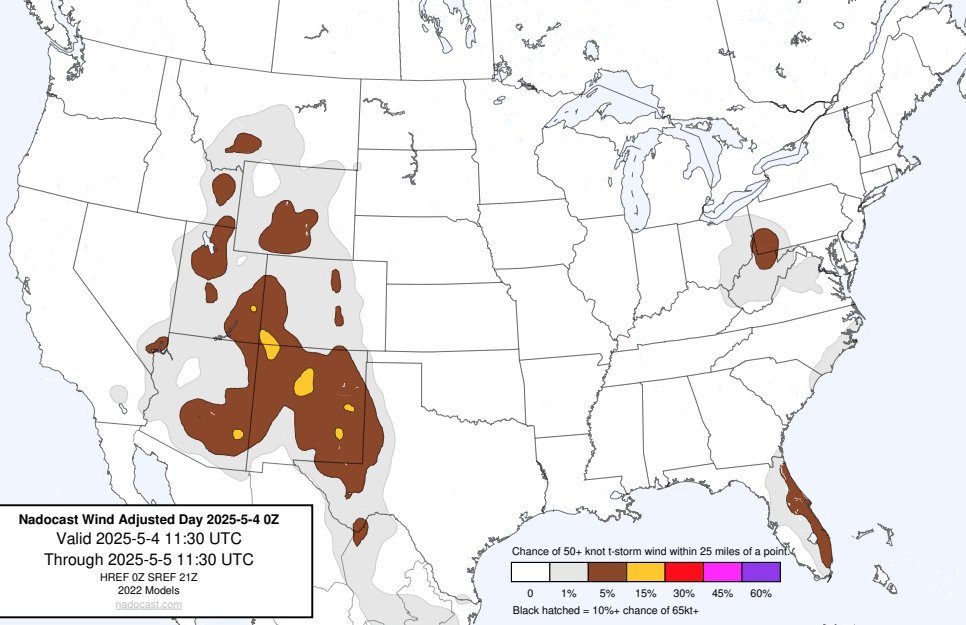 Nadocast Wind Adjusted Day 2025-5-4 0Z
Valid 2025-5-4 11:30 UTC
Through 2025-5-5 11:30 UTC
HREF 0Z SREF 21Z
2022 Models
nadocast.com
Chance of 50+ knot t-storm wind within 25 miles of a point.
0 1% 5% 15% 30% 45% 60%
Black hatched = 10%+ chance of 65kt+